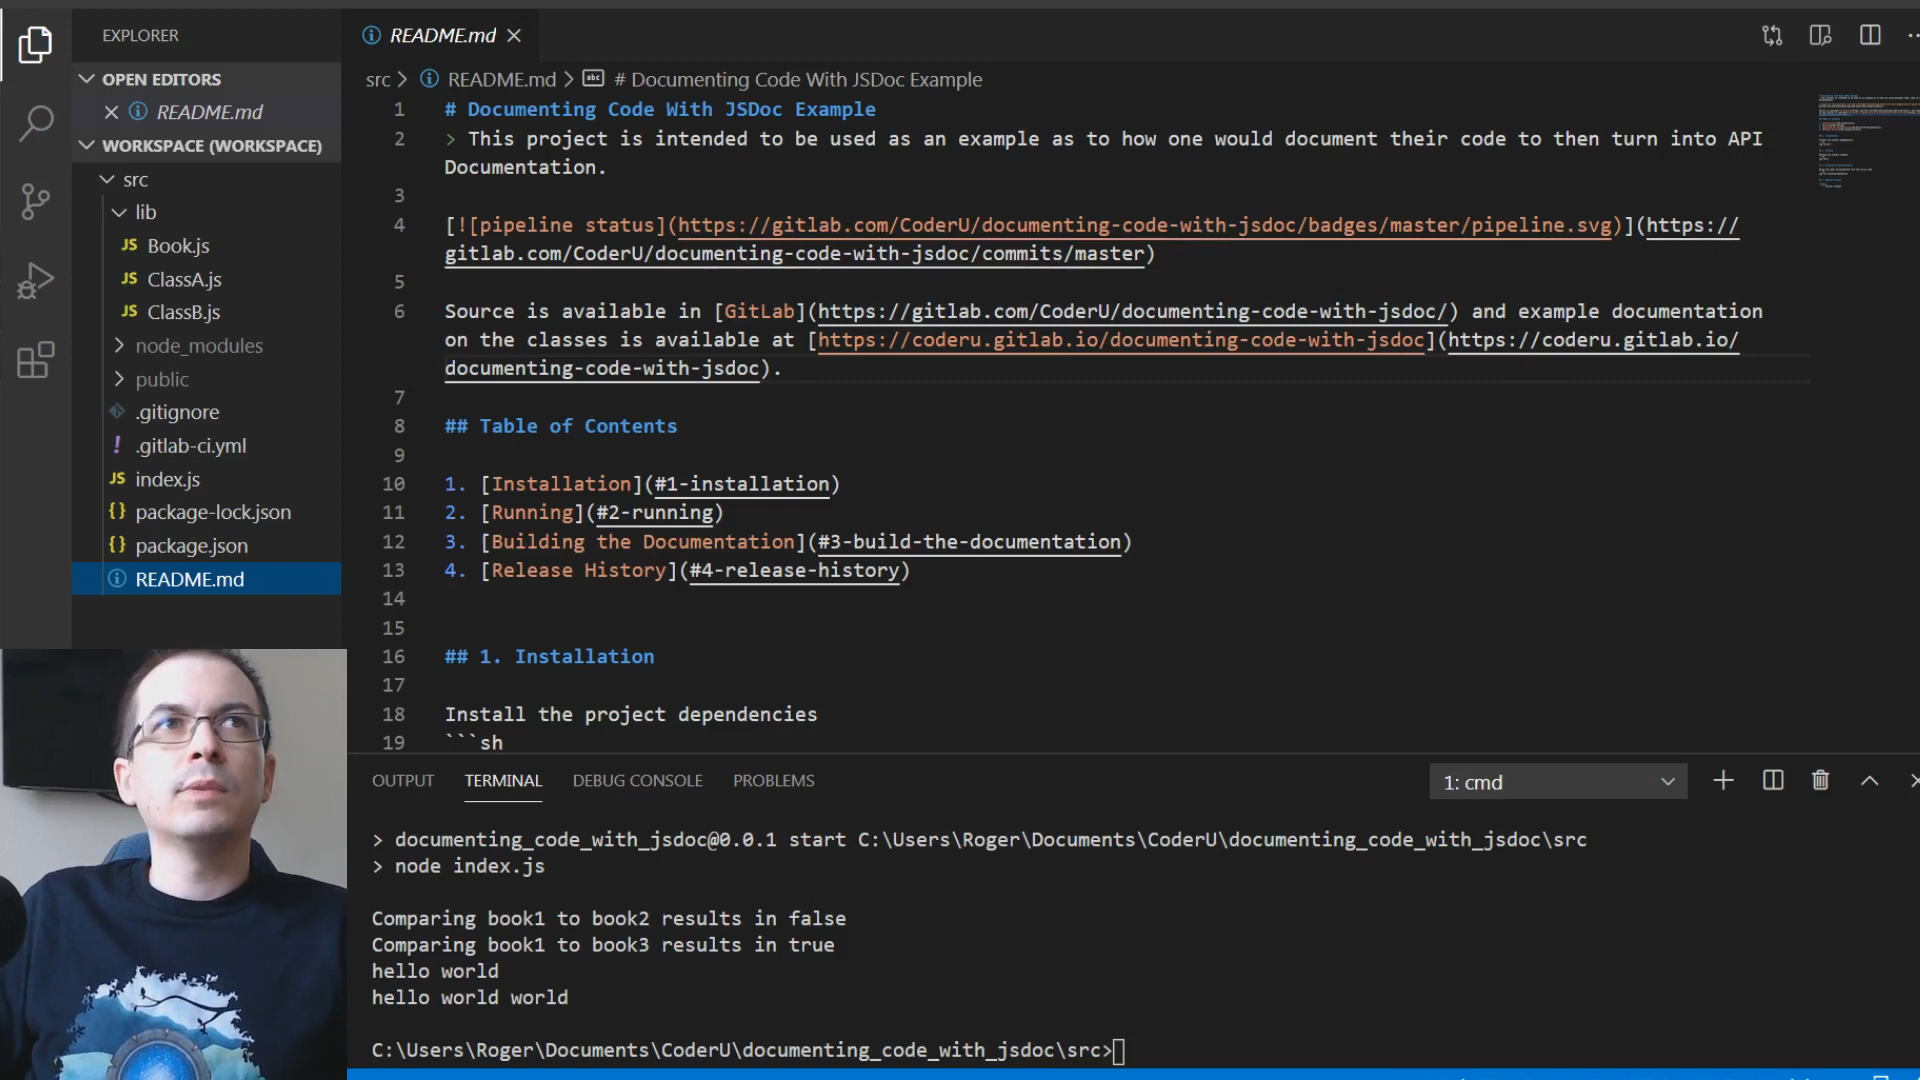 EXPLORER
OPEN EDITORS
README.md
WORKSPACE (WORKSPACE)
src
lib
JS Book.js
JS ClassA.js
JS ClassB.js
node_modules
public
.gitignore
! .gitlab-ci.yml
JS index.js
{} package-lock.json
{} package.json
README.md
README.md
src > README.md > abc # Documenting Code With JSDoc Example
1 # Documenting Code With JSDoc Example
2 > This project is intended to be used as an example as to how one would document their code to then turn into API
Documentation.
3
4 [![pipeline status](https://gitlab.com/CoderU/documenting-code-with-jsdoc/badges/master/pipeline.svg)](https://
gitlab.com/CoderU/documenting-code-with-jsdoc/commits/master)
5
6 Source is available in [GitLab](https://gitlab.com/CoderU/documenting-code-with-jsdoc/) and example documentation
on the classes is available at [https://coderu.gitlab.io/documenting-code-with-jsdoc](https://coderu.gitlab.io/
documenting-code-with-jsdoc).
7
8 ## Table of Contents
9
10 1. [Installation](#1-installation)
11 2. [Running](#2-running)
12 3. [Building the Documentation](#3-build-the-documentation)
13 4. [Release History](#4-release-history)
14
15
16 ## 1. Installation
17
18 Install the project dependencies
19 ```sh
OUTPUT TERMINAL DEBUG CONSOLE PROBLEMS 1: cmd
> documenting_code_with_jsdoc@0.0.1 start C:\Users\Roger\Documents\CoderU\documenting_code_with_jsdoc\src
> node index.js
Comparing book1 to book2 results in false
Comparing book1 to book3 results in true
hello world
hello world world
C:\Users\Roger\Documents\CoderU\documenting_code_with_jsdoc\src>